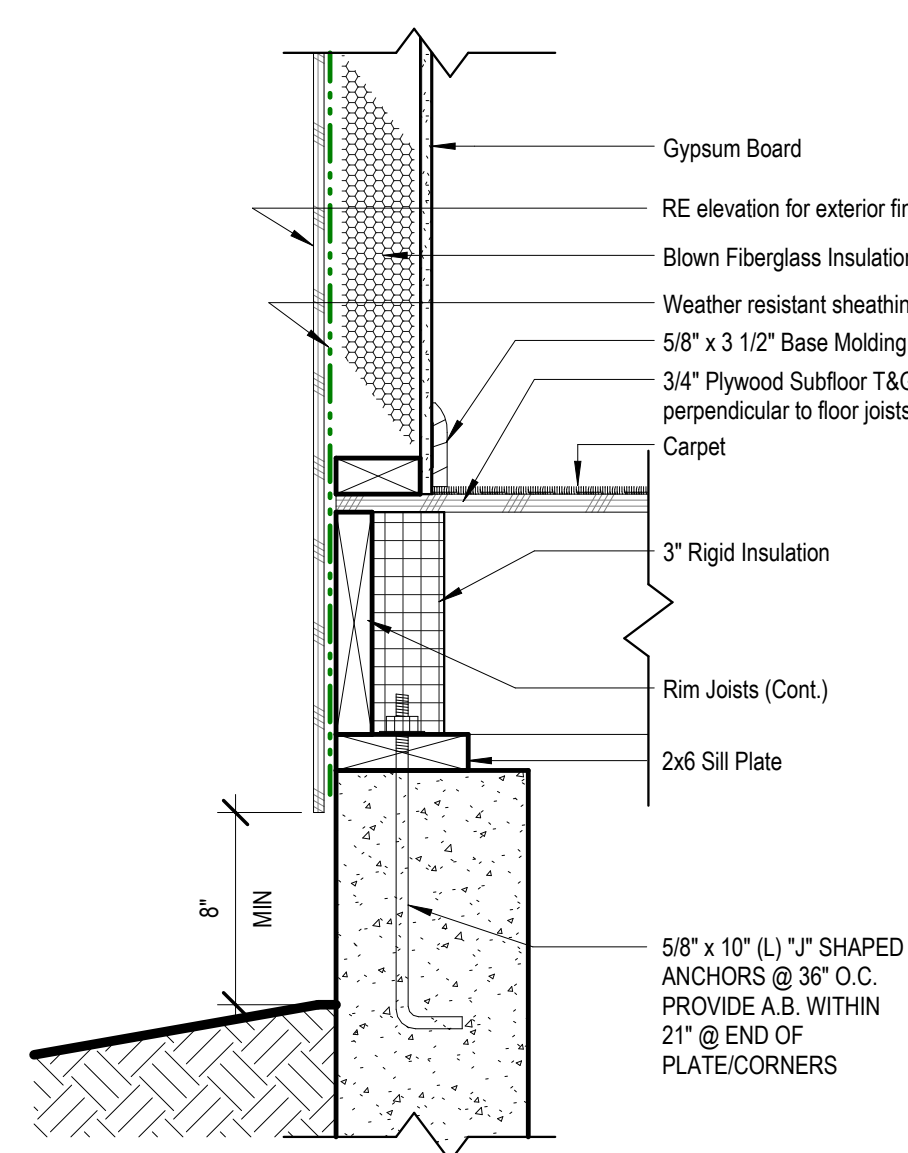 Gypsum Board
RE elevation for exterior
Blown Fiberglass Insulation
Weather resistant
5/8" x 3 1/2" Base Molding
3/4" Plywood Subfloor
perpendicular to floor joists
Carpet
3" Rigid Insulation
Rim Joists (Cont.)
2x6 Sill Plate
8"
MIN
5/8" x 10" (L) "J" SHAPED
ANCHORS @ 36" O.C.
PROVIDE A.B. WITHIN
21" @ END OF
PLATE/CORNERS